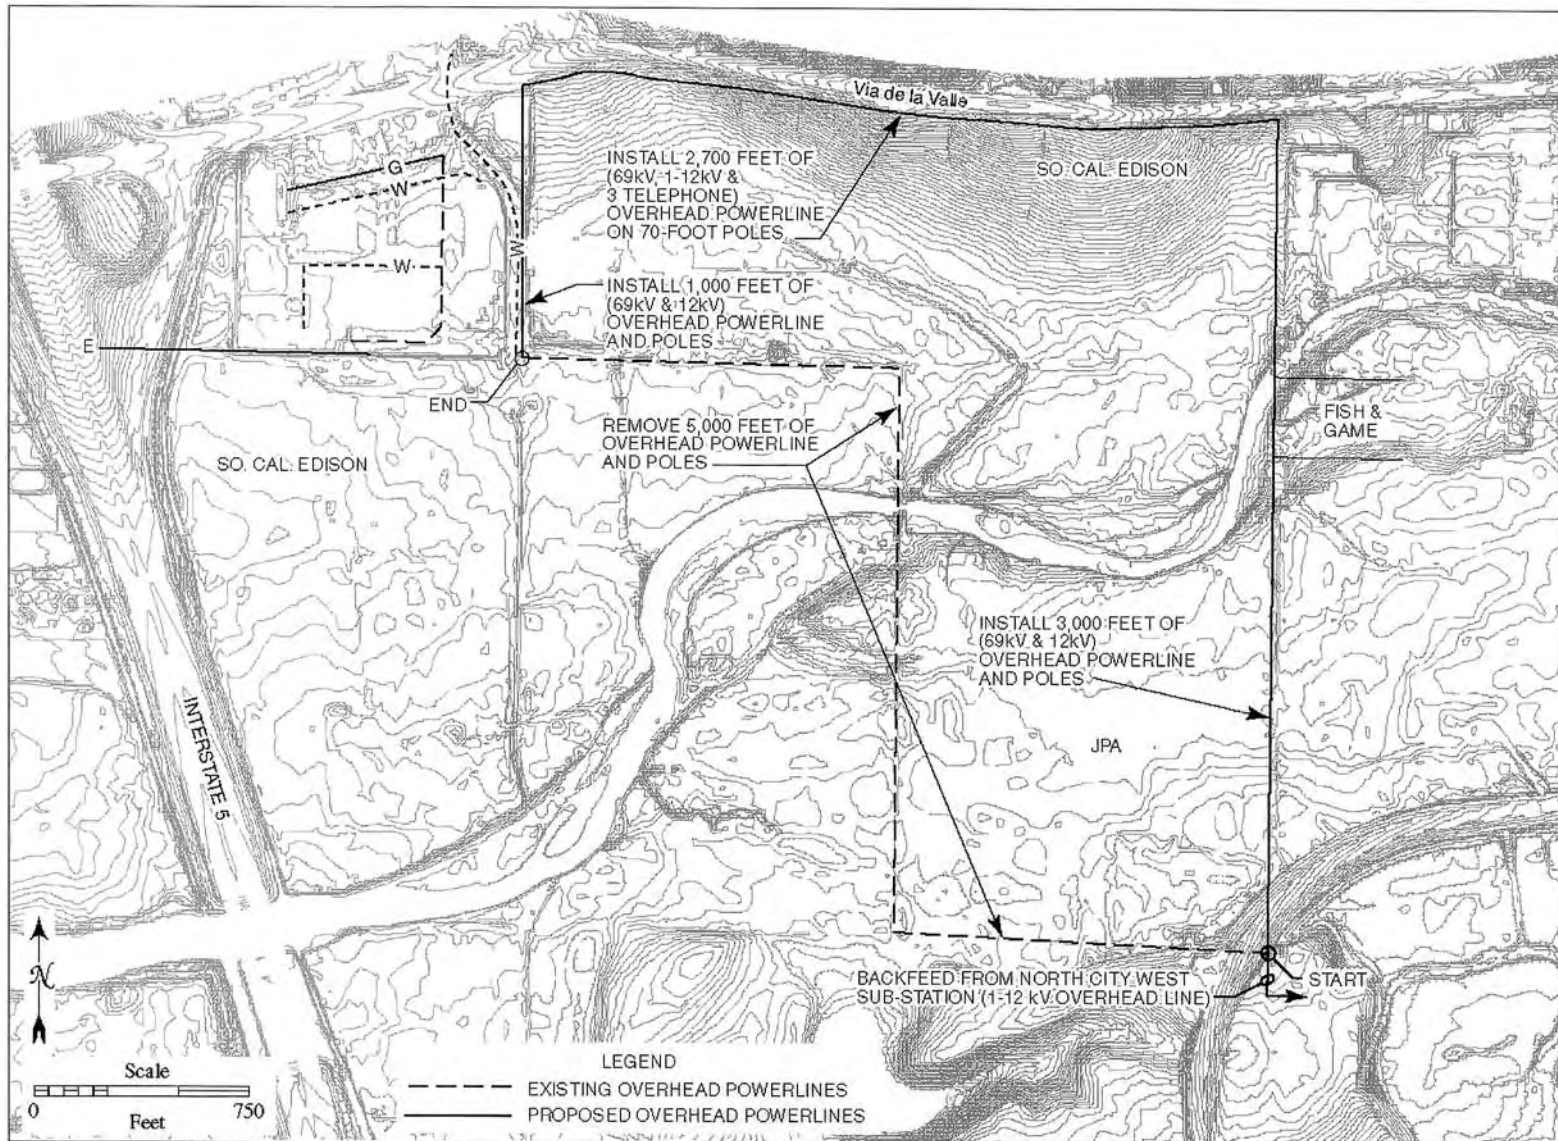 Via de la Valle
INSTALL 2,700 FEET OF
(69kV, 1-12kV &
3 TELEPHONE)
OVERHEAD POWERLINE
ON 70-FOOT POLES
SO. CAL. EDISON
G
W
W
W
INSTALL 1,000 FEET OF
(69kV & 12kV)
OVERHEAD POWERLINE
AND POLES
E
END
FISH &
GAME
REMOVE 5,000 FEET OF
OVERHEAD POWERLINE
AND POLES
SO. CAL. EDISON
INSTALL 3,000 FEET OF
(69kV & 12kV)
OVERHEAD POWERLINE
AND POLES
INTERSTATE 5
JPA
N
BACKFEED FROM NORTH CITY WEST
SUB-STATION (1-12 kV OVERHEAD LINE)
START
LEGEND
EXISTING OVERHEAD POWERLINES
PROPOSED OVERHEAD POWERLINES
Scale
0 750
Feet